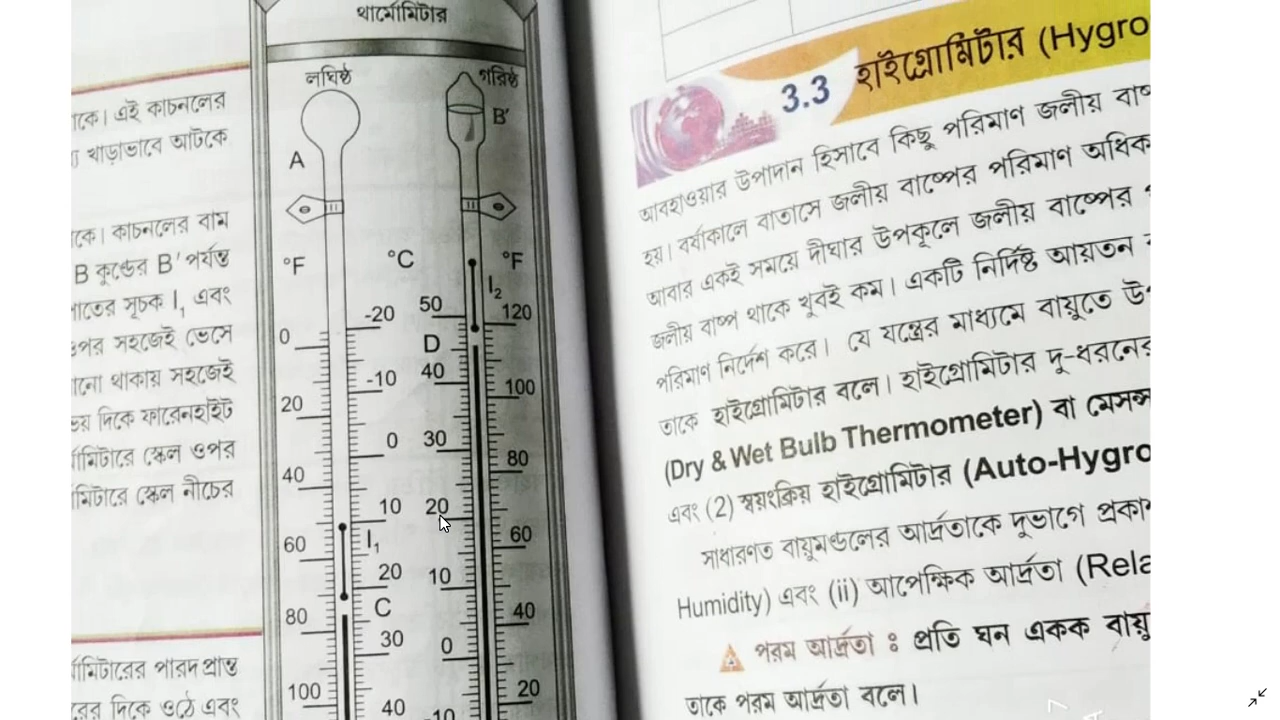 থার্মোমিটার
লঘিষ্ঠ
গরিষ্ঠ
B'
A
°F
°C
°F
I₂
-20
50
120
0
D
-10
40
100
20
0
30
80
40
10
20
60
I₁
60
20
10
40
C
80
30
0
20
100
40
-10
াকে। এই কাচনলের
খাড়াভাবে আটকে
াকে। কাচনলের বাম
B কুণ্ডের B' পর্যন্ত
াতের সূচক I₁ এবং
ওপর সহজেই ভেসে
ানো থাকায় সহজেই
ভয় দিকে ফারেনহাইট
র্মোমিটারে স্কেল ওপর
মিটারে স্কেল নীচের
র্মোমিটারের পারদ প্রান্ত
রের দিকে ওঠে এবং
3.3 হাইগ্রোমিটার (Hygro
আবহাওয়ার উপাদান হিসাবে কিছু পরিমাণ জলীয় বাষ্
হয়। বর্ষাকালে বাতাসে জলীয় বাষ্পের পরিমাণ অধিক
আবার একই সময়ে দীঘার উপকূলে জলীয় বাষ্পের
জলীয় বাষ্প থাকে খুবই কম। একটি নির্দিষ্ট আয়তন
পরিমাণ নির্দেশ করে। যে যন্ত্রের মাধ্যমে বায়ুতে উ
তাকে হাইগ্রোমিটার বলে। হাইগ্রোমিটার দু-ধরনের
(Dry & Wet Bulb Thermometer) বা মেসন্স
এবং (2) স্বয়ংক্রিয় হাইগ্রোমিটার (Auto-Hygro
সাধারণত বায়ুমণ্ডলের আর্দ্রতাকে দুভাগে প্রকা
Humidity) এবং (ii) আপেক্ষিক আর্দ্রতা (Rela
পরম আর্দ্রতা : প্রতি ঘন একক বায়ু
তাকে পরম আর্দ্রতা বলে।